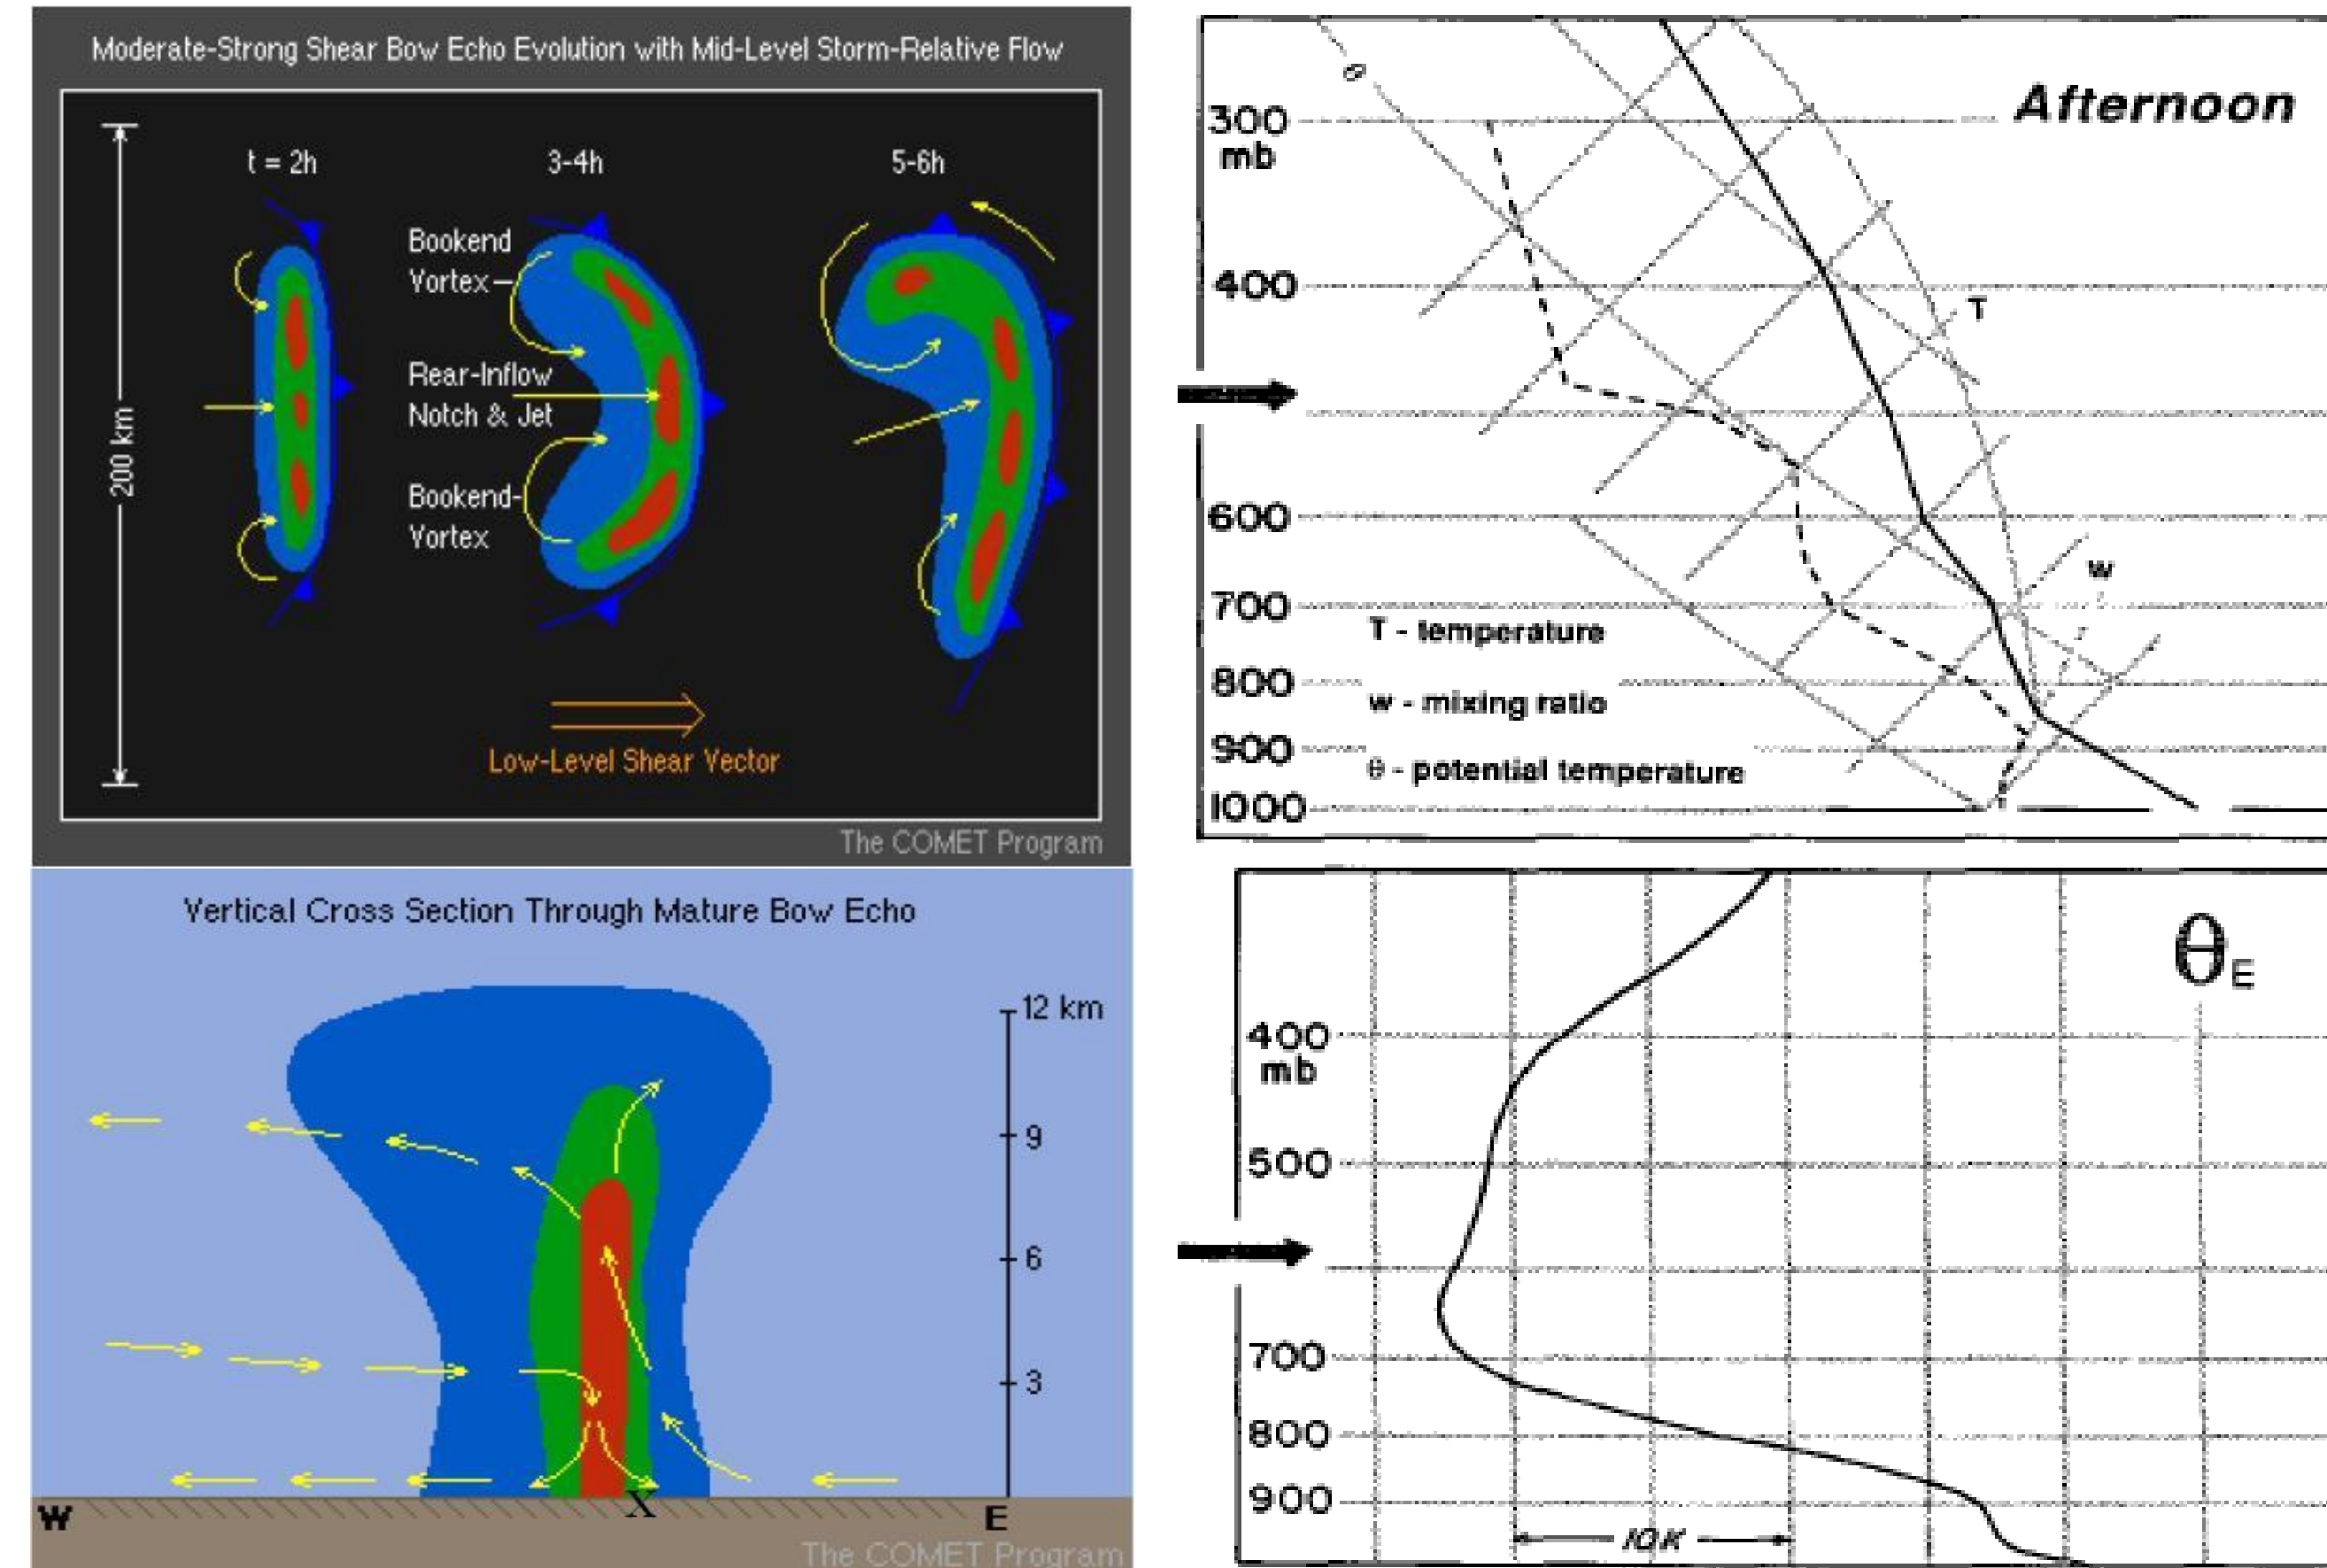 Moderate-Strong Shear Bow Echo Evolution with Mid-Level Storm-Relative Flow
t = 2h
3-4h
5-6h
200 km
Bookend
Vortex
Rear-Inflow
Notch & Jet
Bookend-
Vortex
Low-Level Shear Vector
The COMET Program
Vertical Cross Section Through Mature Bow Echo
12 km
9
6
3
W
X
E
The COMET Program
Afternoon
θ
300
mb
400
T
600
w
700
T - temperature
800
w - mixing ratio
900
θ - potential temperature
1000
θE
400
mb
500
700
800
900
10K